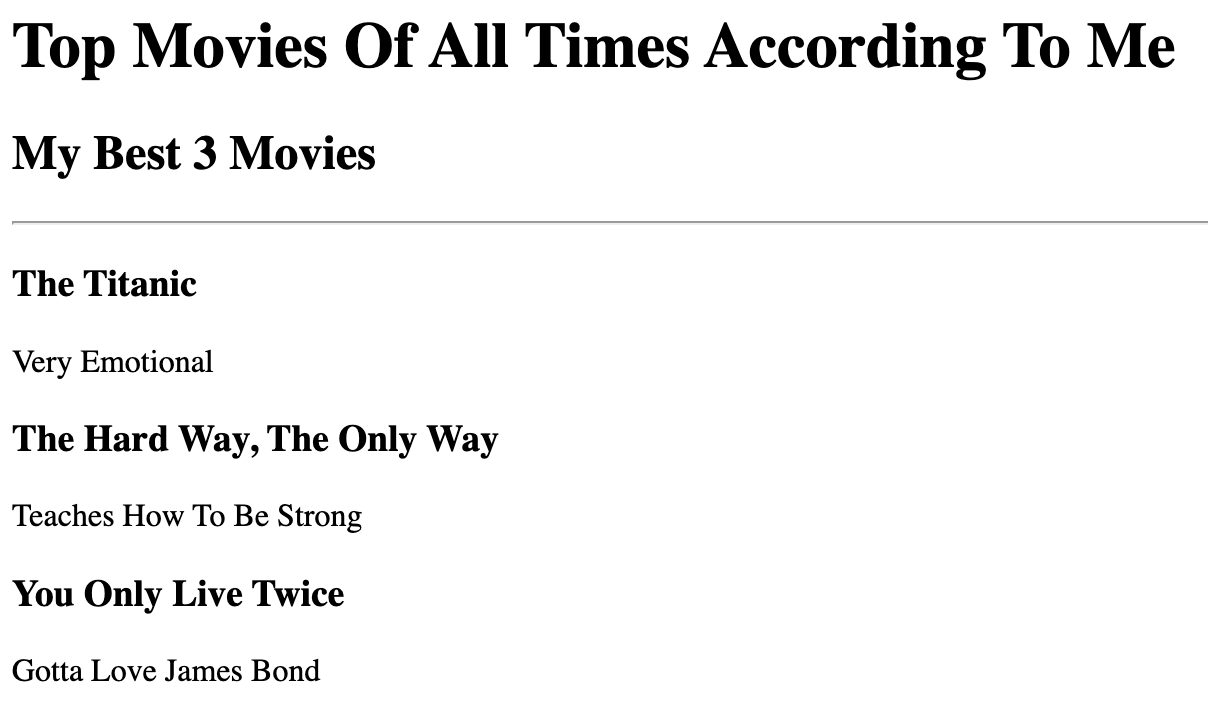 Top Movies Of All Times According To Me
My Best 3 Movies
The Titanic
Very Emotional
The Hard Way, The Only Way
Teaches How To Be Strong
You Only Live Twice
Gotta Love James Bond